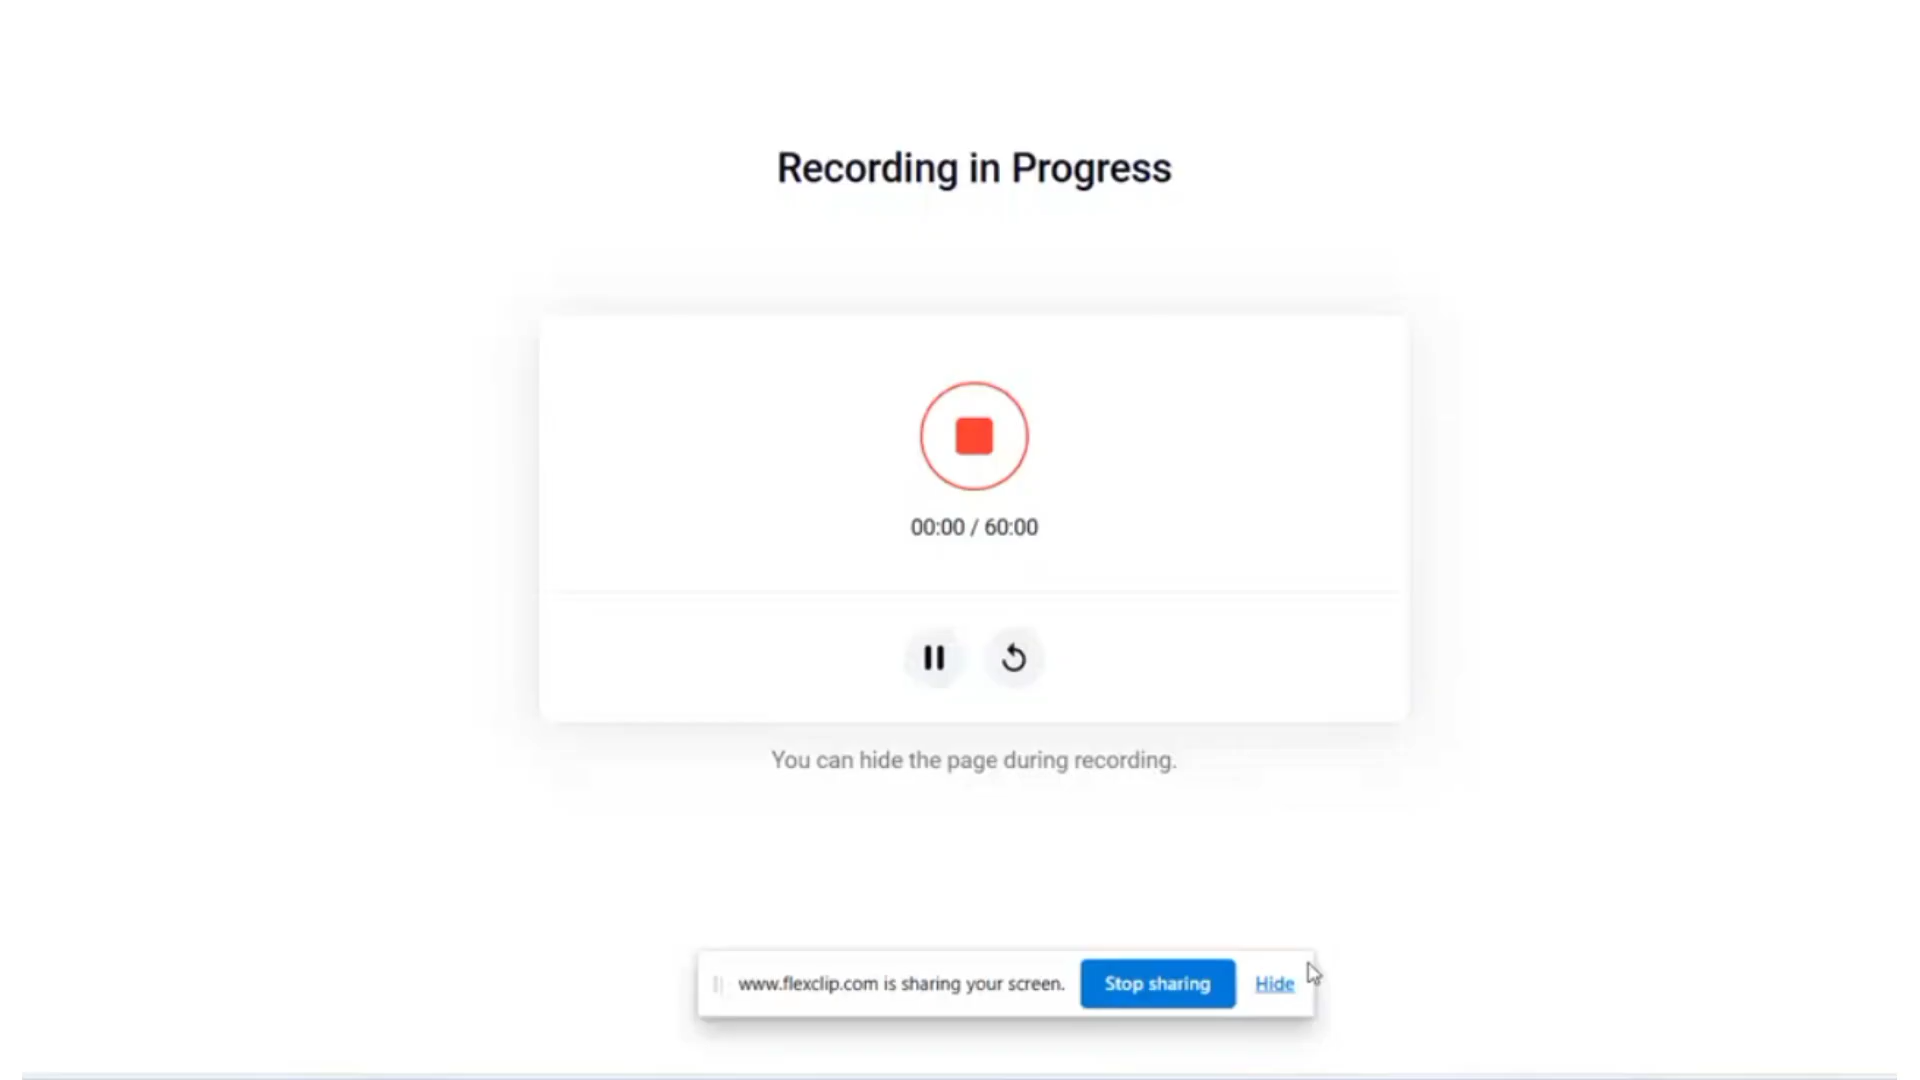 Recording in Progress
00:00 / 60:00
You can hide the page during recording.
www.flexclip.com is sharing your screen. Stop sharing Hide